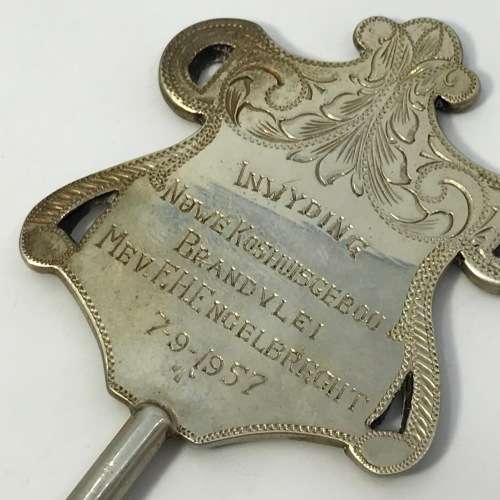 INWYDING
NUWE KOSHUISGEBOU
BRANDVLEI
MEV. F.H. ENGELBRECHT
7-9-1957